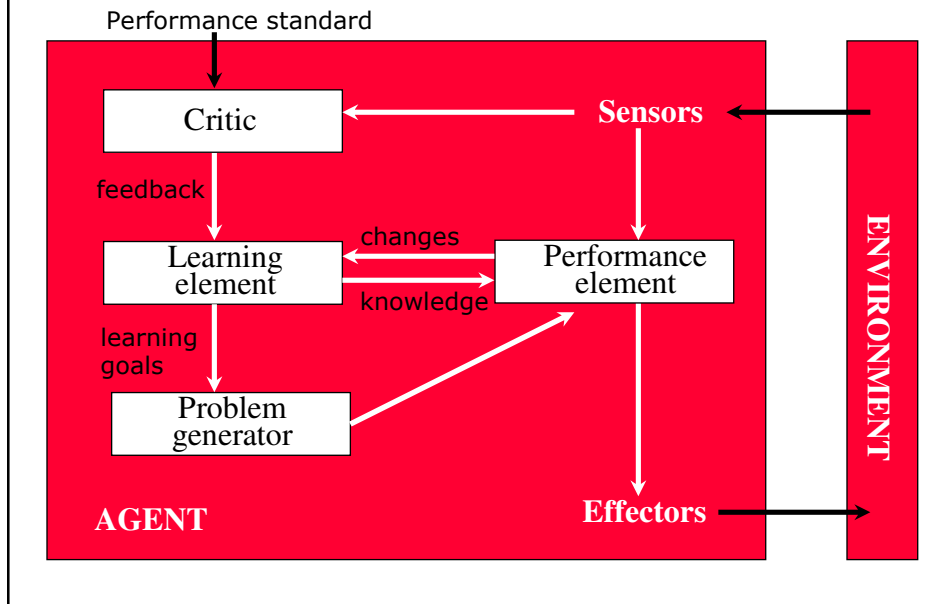 Performance standard
Critic
Sensors
feedback
changes
Learning
element
Performance
element
knowledge
learning
goals
Problem
generator
AGENT
Effectors
ENVIRONMENT